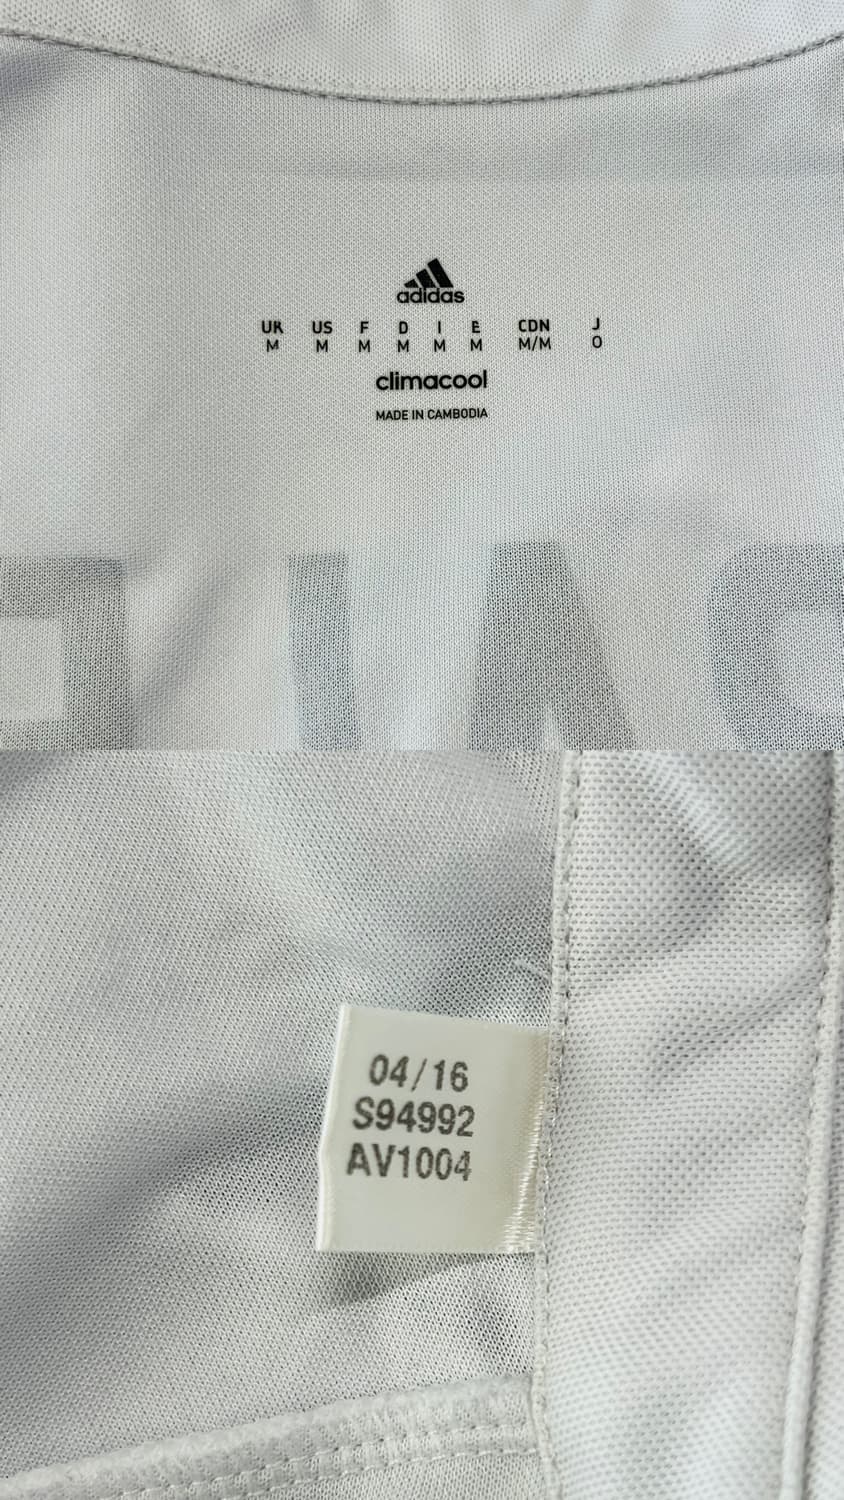 adidas
UK US F D I E CDN J
M M M M M M M/M O
climacool
MADE IN CAMBODIA
04/16
S94992
AV1004